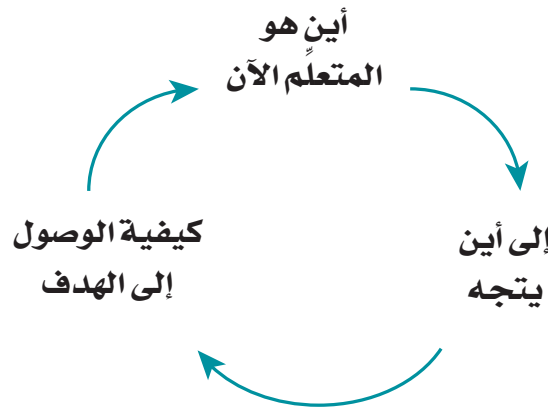 أين هو
المتعلِّم الآن
إلى أين
يتجه
كيفية الوصول
إلى الهدف